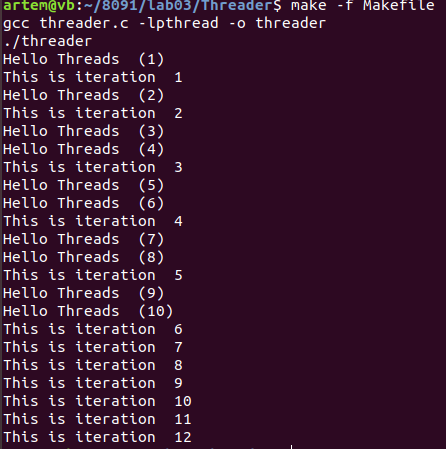 artem@vb:~/8091/lab03/Threader$ make -f Makefile
gcc threader.c -lpthread -o threader
./threader
Hello Threads  (1)
This is iteration  1
Hello Threads  (2)
This is iteration  2
Hello Threads  (3)
Hello Threads  (4)
This is iteration  3
Hello Threads  (5)
Hello Threads  (6)
This is iteration  4
Hello Threads  (7)
Hello Threads  (8)
This is iteration  5
Hello Threads  (9)
Hello Threads  (10)
This is iteration  6
This is iteration  7
This is iteration  8
This is iteration  9
This is iteration  10
This is iteration  11
This is iteration  12